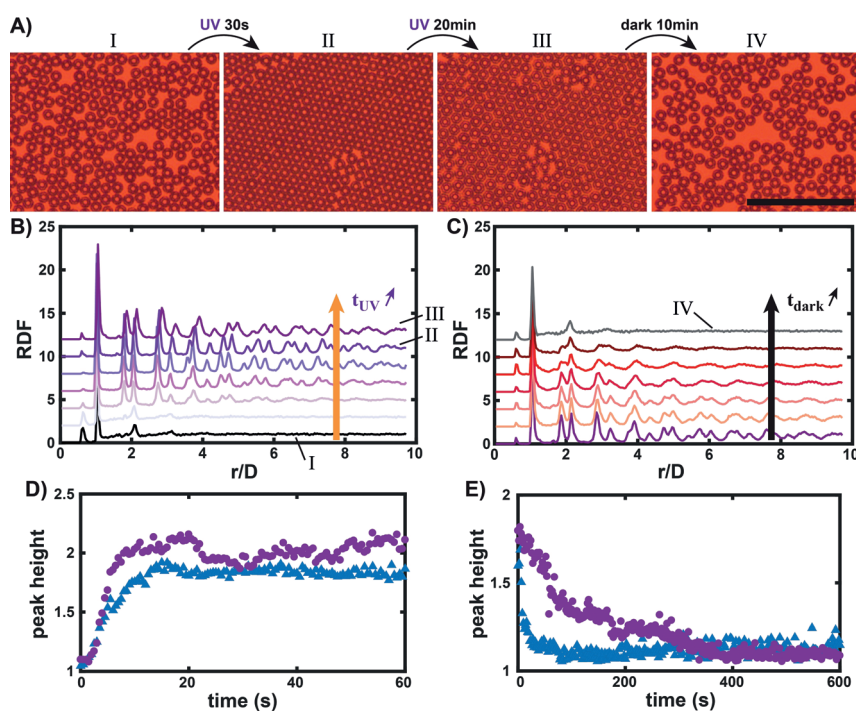 A)
UV 30s
UV 20min
dark 10min
I
II
III
IV
B)
25
20
15
10
5
0
RDF
0
2
4
6
8
10
r/D
t_UV
III
II
I
C)
25
20
15
10
5
0
RDF
0
2
4
6
8
10
r/D
IV
t_dark
D)
2.5
2
1.5
1
peak height
0
20
40
60
time (s)
E)
2
1.5
1
peak height
0
200
400
600
time (s)